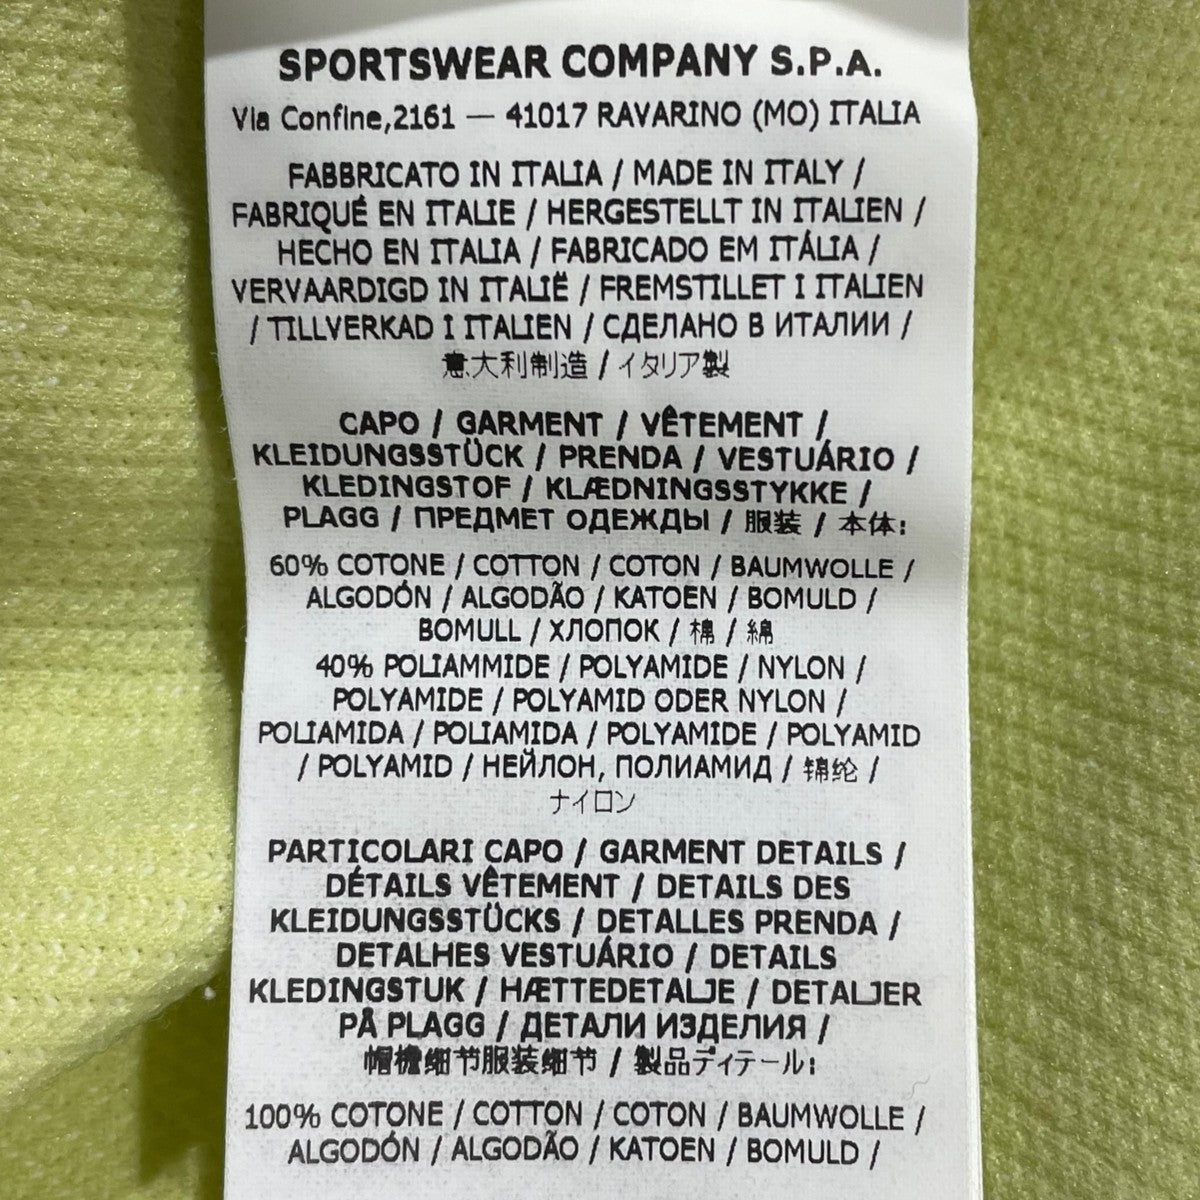 SPORTSWEAR COMPANY S.P.A.
Via Confine,2161 — 41017 RAVARINO (MO) ITALIA
FABBRICATO IN ITALIA / MADE IN ITALY /
FABRIQUÉ EN ITALIE / HERGESTELLT IN ITALIEN /
HECHO EN ITALIA / FABRICADO EM ITÁLIA /
VERVAARDIGD IN ITALIË / FREMSTILLET I ITALIEN
/ TILLVERKAD I ITALIEN / СДЕЛАНО В ИТАЛИИ /
意大利制造 / イタリア製
CAPO / GARMENT / VÊTEMENT /
KLEIDUNGSSTÜCK / PRENDA / VESTUÁRIO /
KLEDINGSTOF / KLÆDNINGSSTYKKE /
PLAGG / ПРЕДМЕТ ОДЕЖДЫ / 服装 / 本体:
60% COTONE / COTTON / COTON / BAUMWOLLE /
ALGODÓN / ALGODÃO / KATOEN / BOMULD /
BOMULL / ХЛОПОК / 棉 / 綿
40% POLIAMMIDE / POLYAMIDE / NYLON /
POLYAMIDE / POLYAMID ODER NYLON /
POLIAMIDA / POLIAMIDA / POLYAMIDE / POLYAMID
/ POLYAMID / НЕЙЛОН, ПОЛИАМИД / 锦纶 /
ナイロン
PARTICOLARI CAPO / GARMENT DETAILS /
DÉTAILS VÊTEMENT / DETAILS DES
KLEIDUNGSSTÜCKS / DETALLES PRENDA /
DETALHES VESTUÁRIO / DETAILS
KLEDINGSTUK / HÆTTEDETALJE / DETALJER
PÅ PLAGG / ДЕТАЛИ ИЗДЕЛИЯ /
帽檐细节服装细节 / 製品ディテール:
100% COTONE / COTTON / COTON / BAUMWOLLE /
ALGODÓN / ALGODÃO / KATOEN / BOMULD /